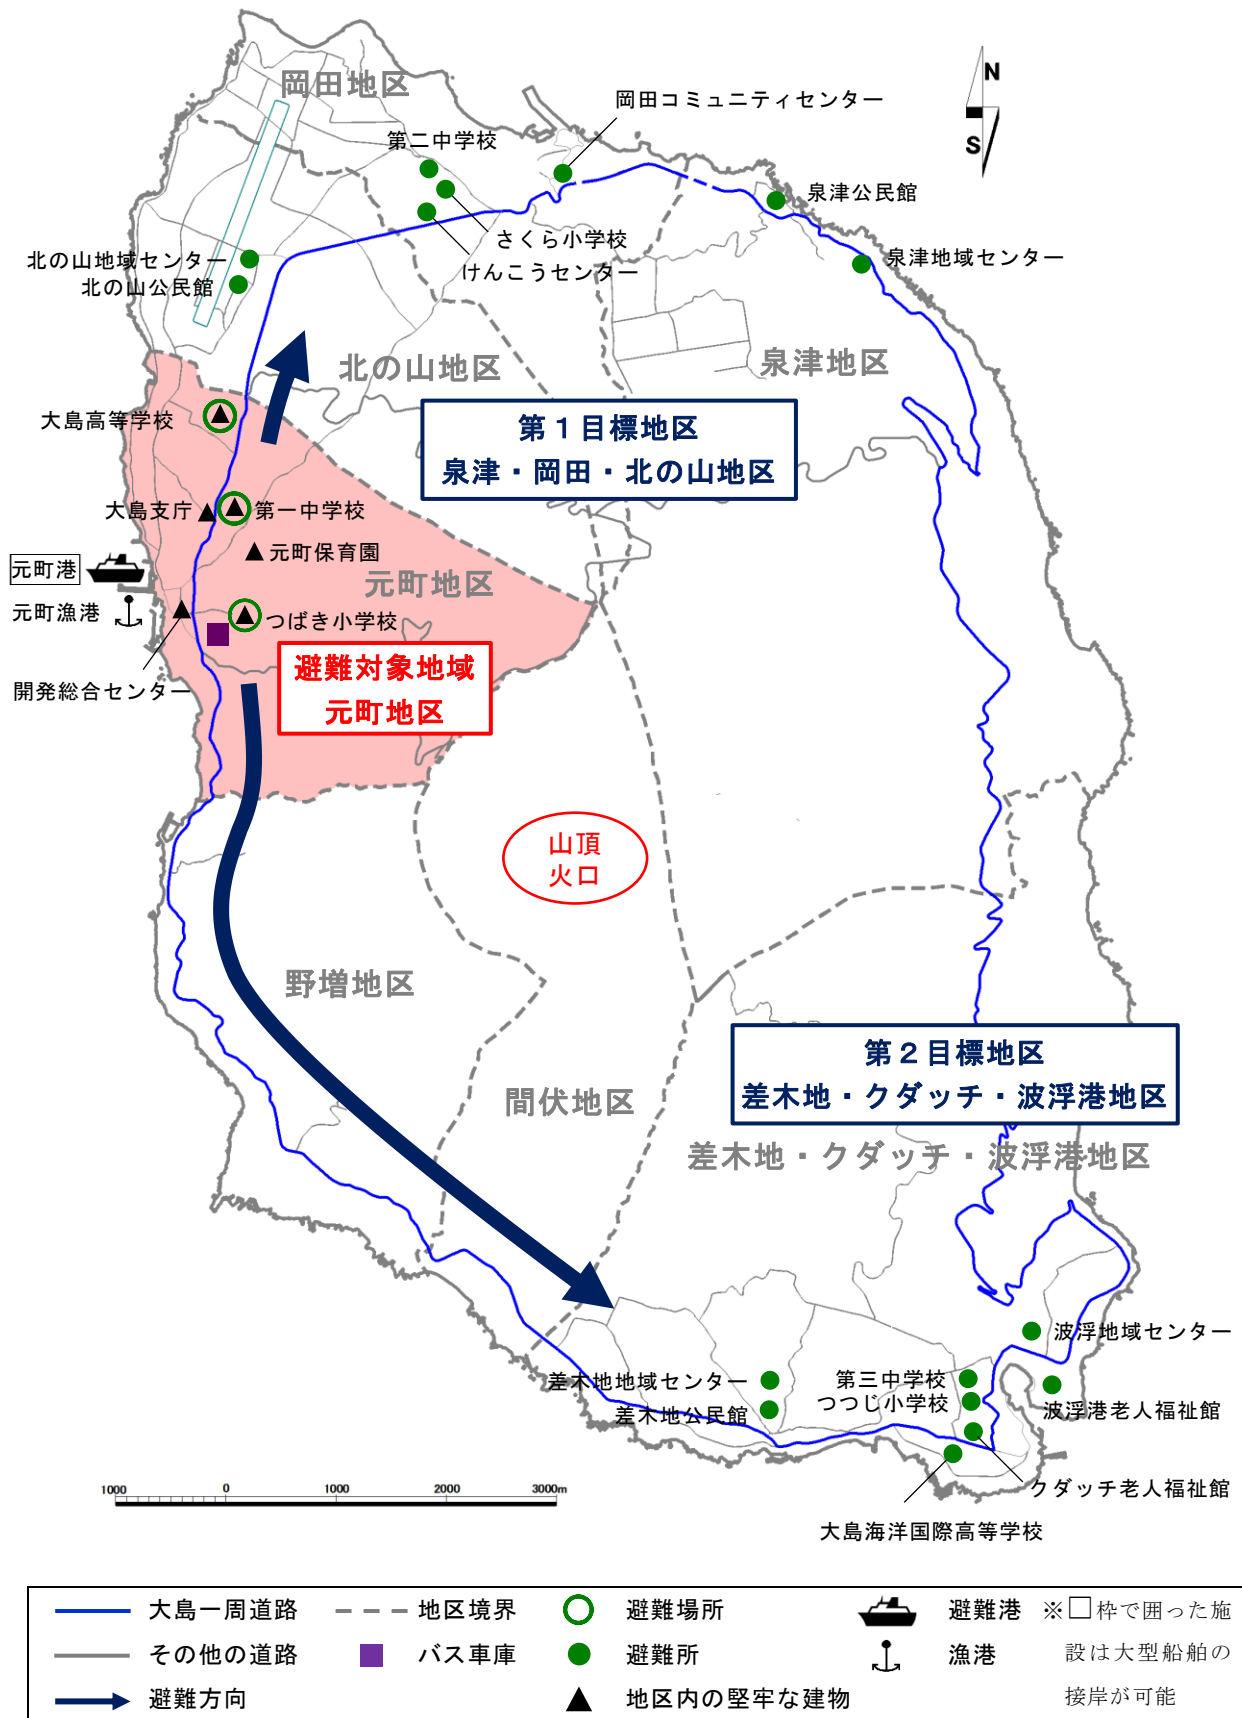 岡田地区
N
S
岡田コミュニティセンター
第二中学校
泉津公民館
さくら小学校
泉津地域センター
北の山地域センター
けんこうセンター
北の山公民館
北の山地区
泉津地区
大島高等学校
第1目標地区
泉津・岡田・北の山地区
大島支庁
第一中学校
元町保育園
元町港
元町地区
元町漁港
つばき小学校
避難対象地域
元町地区
開発総合センター
山頂
火口
野増地区
第2目標地区
差木地・クダッチ・波浮港地区
間伏地区
差木地・クダッチ・波浮港地区
波浮地域センター
差木地地域センター
第三中学校
つつじ小学校
差木地公民館
波浮港老人福祉館
クダッチ老人福祉館
大島海洋国際高等学校
1000 0 1000 2000 3000m
大島一周道路 地区境界 避難場所 避難港 ※□枠で囲った施
その他の道路 バス車庫 避難所 漁港 設は大型船舶の
避難方向 地区内の堅牢な建物 接岸が可能